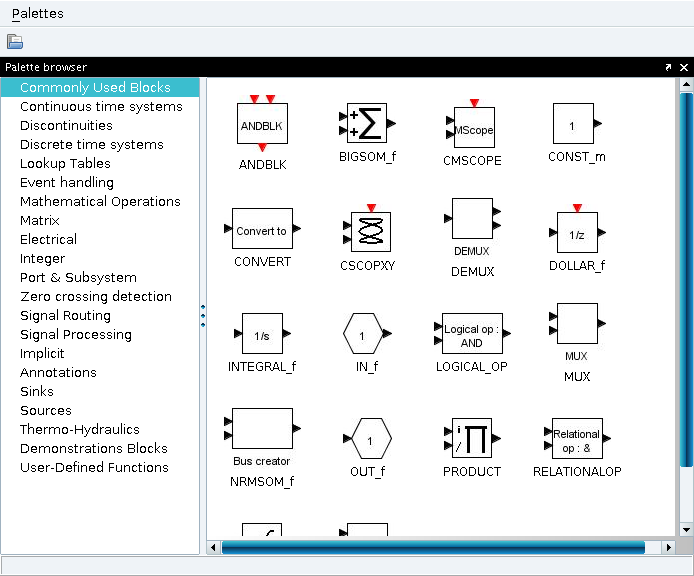 Palettes
Palette browser
Commonly Used Blocks
Continuous time systems
Discontinuities
Discrete time systems
Lookup Tables
Event handling
Mathematical Operations
Matrix
Electrical
Integer
Port & Subsystem
Zero crossing detection
Signal Routing
Signal Processing
Implicit
Annotations
Sinks
Sources
Thermo-Hydraulics
Demonstrations Blocks
User-Defined Functions
ANDBLK
ANDBLK
Σ
BIGSOM_f
MScope
CMSCOPE
1
CONST_m
Convert to
CONVERT
CSCOPXY
DEMUX
DEMUX
1/z
DOLLAR_f
1/s
INTEGRAL_f
1
IN_f
Logical op :
AND
LOGICAL_OP
MUX
MUX
Bus creator
NRMSOM_f
1
OUT_f
Π
PRODUCT
Relational
op : &
RELATIONALOP